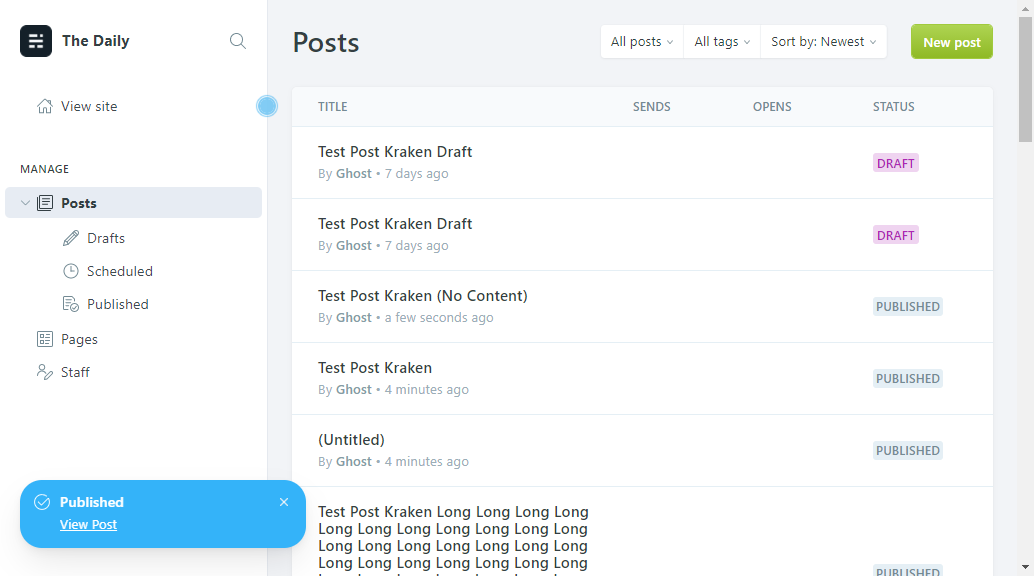 The Daily
View site
MANAGE
Posts
Drafts
Scheduled
Published
Pages
Staff
Published
View Post
Posts
All posts
All tags
Sort by: Newest
New post
TITLE SENDS OPENS STATUS
Test Post Kraken Draft
By Ghost • 7 days ago
DRAFT
Test Post Kraken Draft
By Ghost • 7 days ago
DRAFT
Test Post Kraken (No Content)
By Ghost • a few seconds ago
PUBLISHED
Test Post Kraken
By Ghost • 4 minutes ago
PUBLISHED
(Untitled)
By Ghost • 4 minutes ago
PUBLISHED
Test Post Kraken Long Long Long Long
Long Long Long Long Long Long Long
Long Long Long Long Long Long Long
Long Long Long Long Long Long Long
PUBLISHED